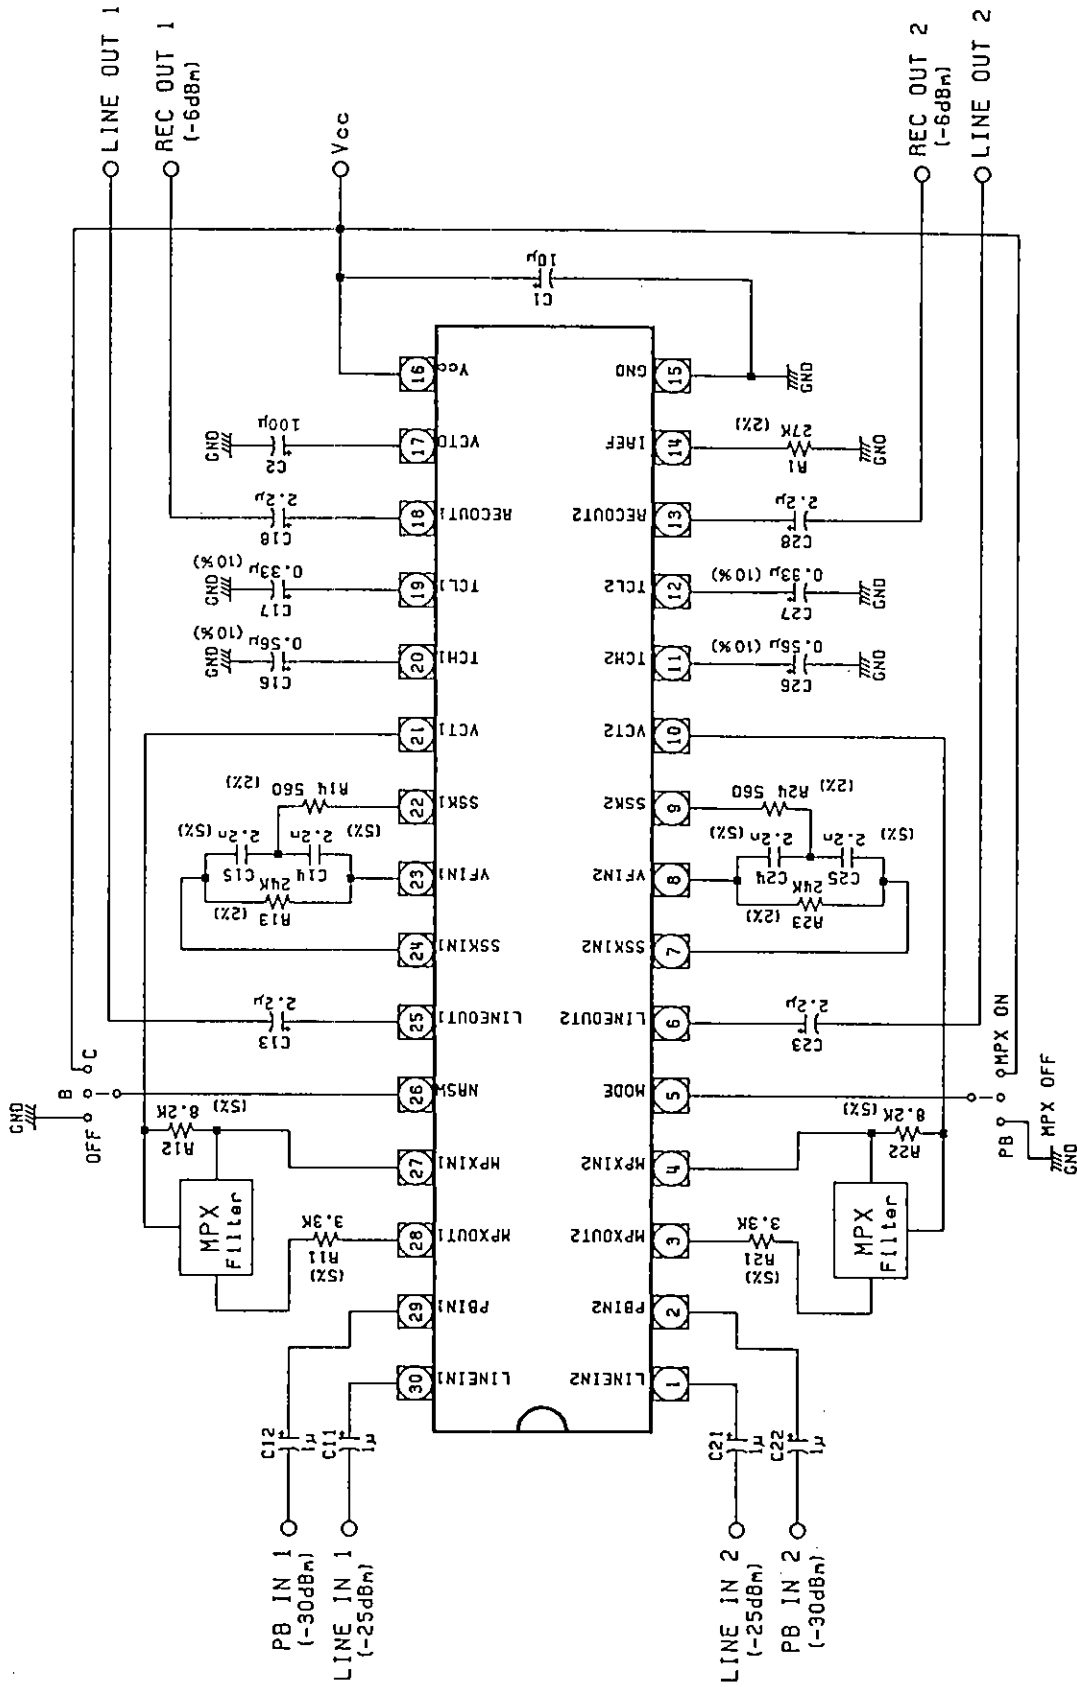 LINE OUT 1
REC OUT 1
(-6dBm)
Vcc
REC OUT 2
(-6dBm)
LINE OUT 2
C1
10µ
16
Vcc
17
VCTO
C2
100µ
GND
18
RECOUT1
C18
2.2µ
19
TCL1
C17
0.33µ (10%)
GND
20
TCH1
C16
0.56µ (10%)
GND
21
VCT1
22
SSK1
R14 560
(2%)
23
VFIN1
C15
2.2n
(5%)
C14
2.2n
(5%)
R13
24K
(2%)
24
SSKIN1
25
LINEOUT1
C13
2.2µ
26
NRSW
GND
OFF
B
C
27
MPXIN1
R12
8.2K
(5%)
MPX
Filter
28
MPXOUT1
R11
3.3K
(5%)
29
PBIN1
30
LINEIN1
15
GND
GND
14
IREF
R1
27K
(2%)
GND
13
RECOUT2
C28
2.2µ
12
TCL2
C27
0.33µ (10%)
GND
11
TCH2
C26
0.56µ (10%)
GND
10
VCT2
9
SSK2
R24
560
(2%)
8
VFIN2
C24
2.2n
(5%)
C25
2.2n
(5%)
R23
24K
(2%)
7
SSKIN2
6
LINEOUT2
C23
2.2µ
5
MODE
PB
MPX OFF
MPX ON
GND
4
MPXIN2
R22
8.2K
(5%)
MPX
Filter
3
MPXOUT2
R21
3.3K
(5%)
2
PBIN2
1
LINEIN2
C12
1µ
C11
1µ
C21
1µ
C22
1µ
PB IN 1
(-30dBm)
LINE IN 1
(-25dBm)
LINE IN 2
(-25dBm)
PB IN 2
(-30dBm)